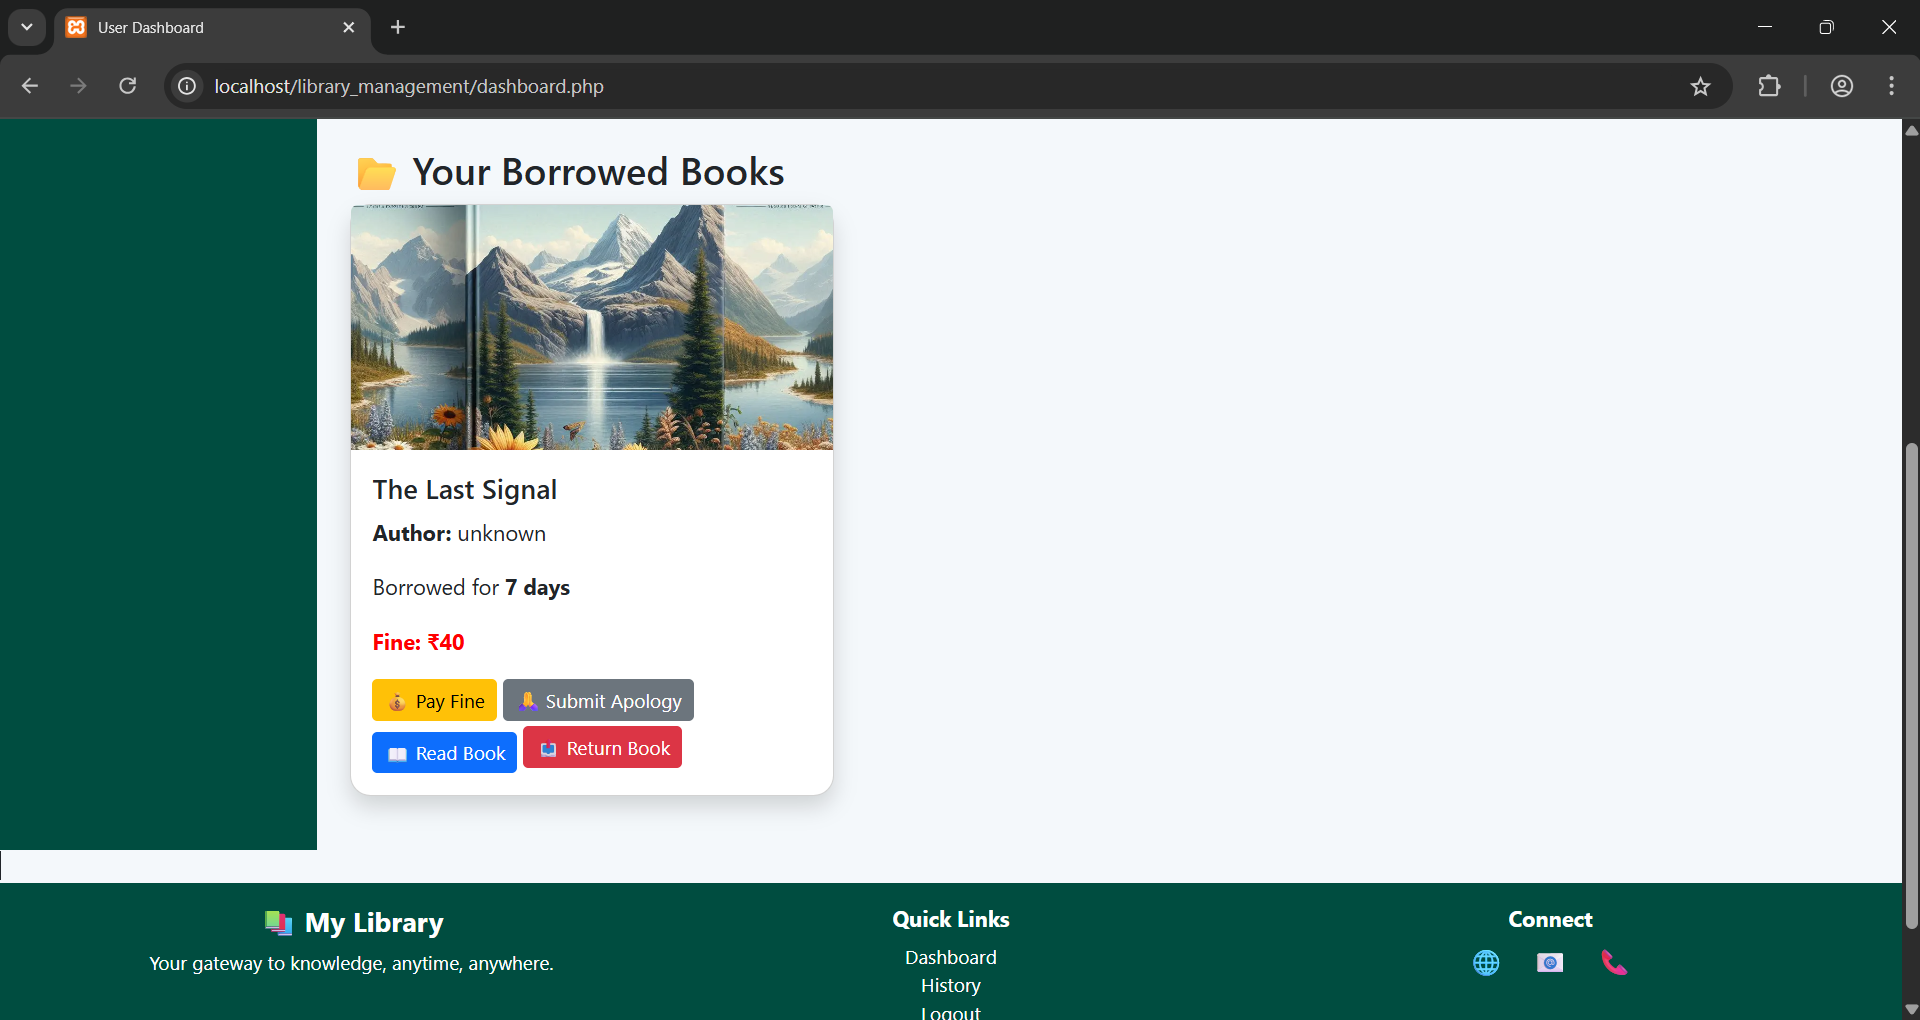 User Dashboard
localhost/library_management/dashboard.php
Your Borrowed Books
The Last Signal
Author: unknown
Borrowed for 7 days
Fine: ₹40
Pay Fine
Submit Apology
Read Book
Return Book
My Library
Your gateway to knowledge, anytime, anywhere.
Quick Links
Dashboard
History
Logout
Connect